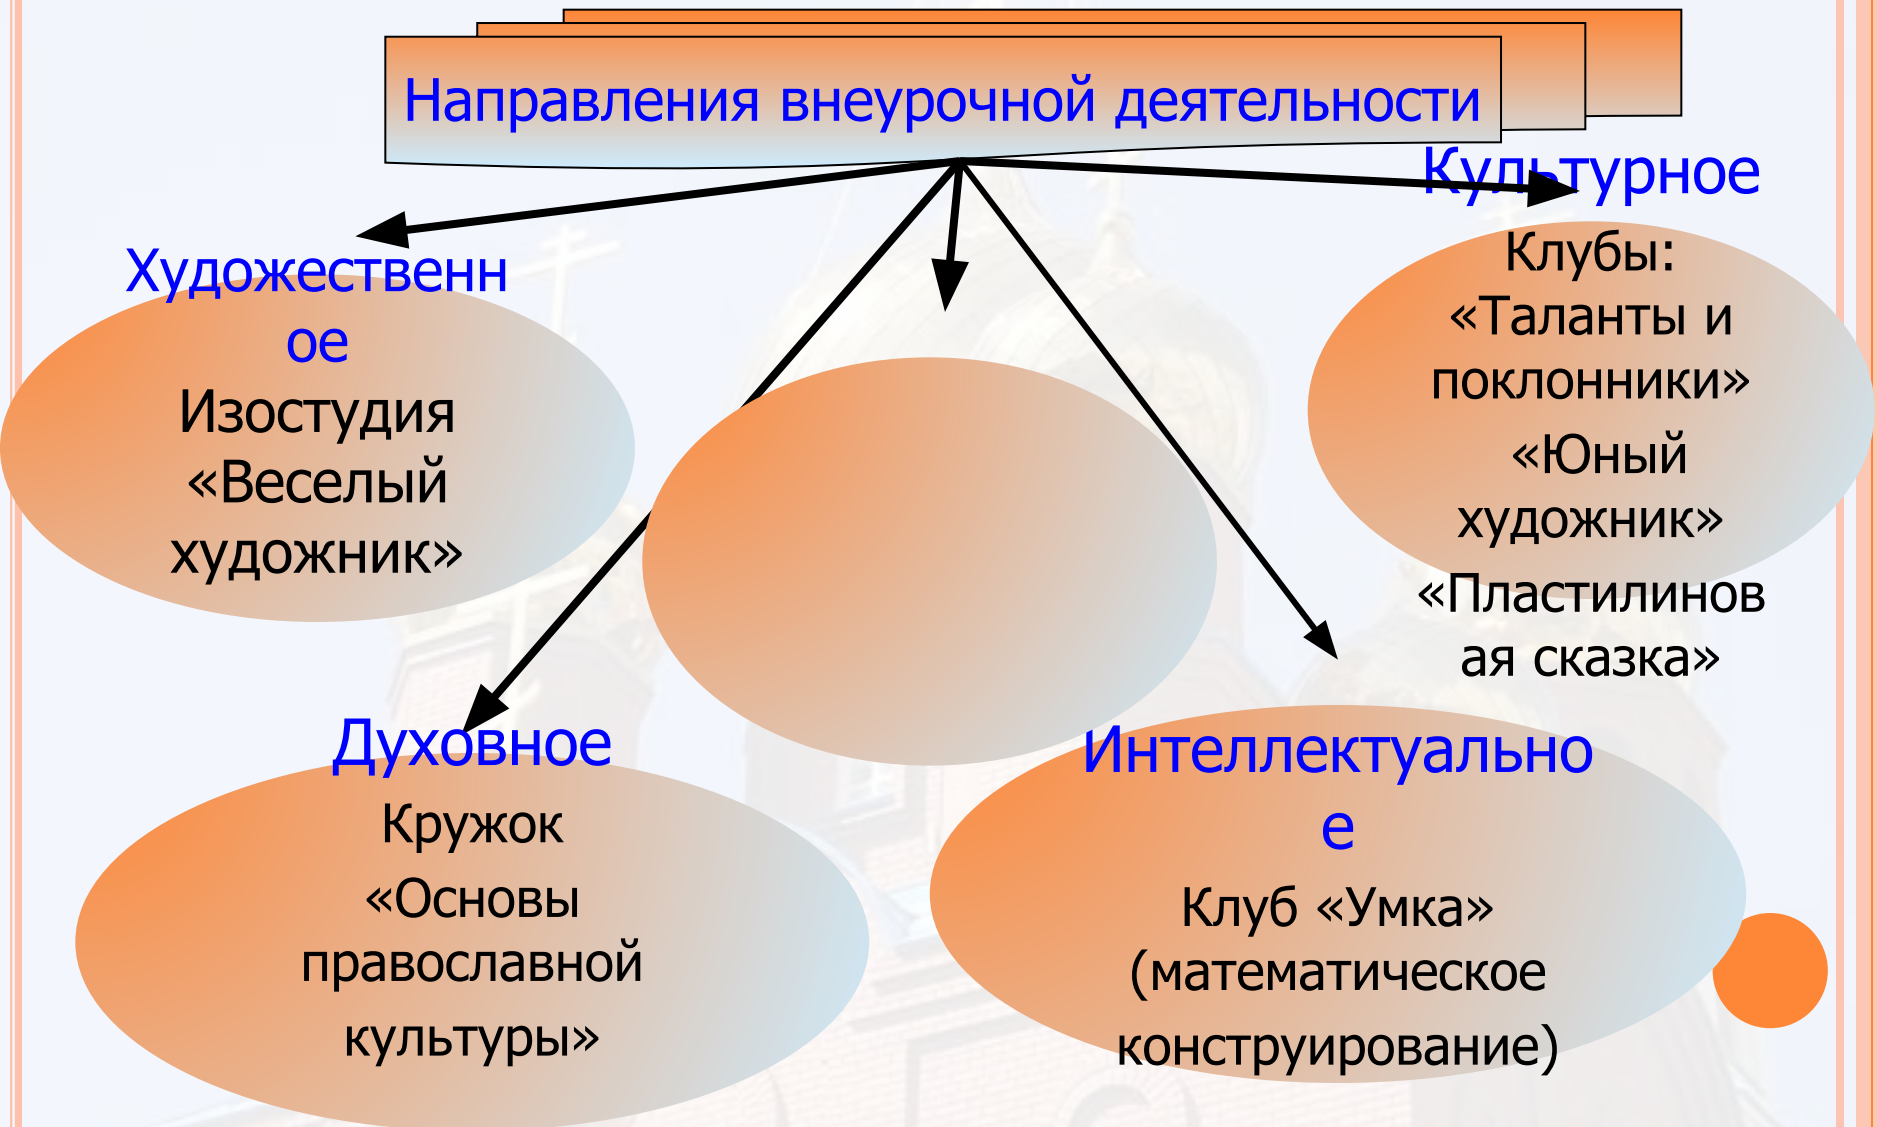 Направления внеурочной деятельности
Художественн
ое
Изостудия
«Веселый
художник»
Культурное
Клубы:
«Таланты и
поклонники»
«Юный
художник»
«Пластилинов
ая сказка»
Духовное
Кружок
«Основы
православной
культуры»
Интеллектуально
е
Клуб «Умка»
(математическое
конструирование)